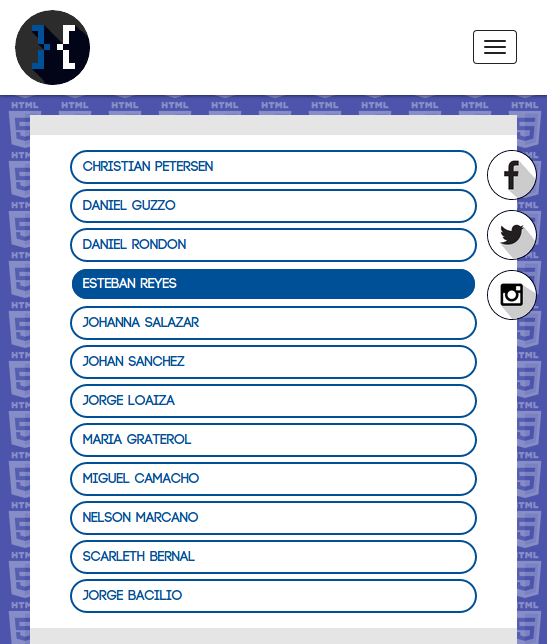 CHRISTIAN PETERSEN
DANIEL GUZZO
DANIEL RONDON
ESTEBAN REYES
JOHANNA SALAZAR
JOHAN SANCHEZ
JORGE LOAIZA
MARIA GRATEROL
MIGUEL CAMACHO
NELSON MARCANO
SCARLETH BERNAL
JORGE BACILIO
HTML HTML HTML HTML HTML HTML HTML HTML HTML HTML HTML